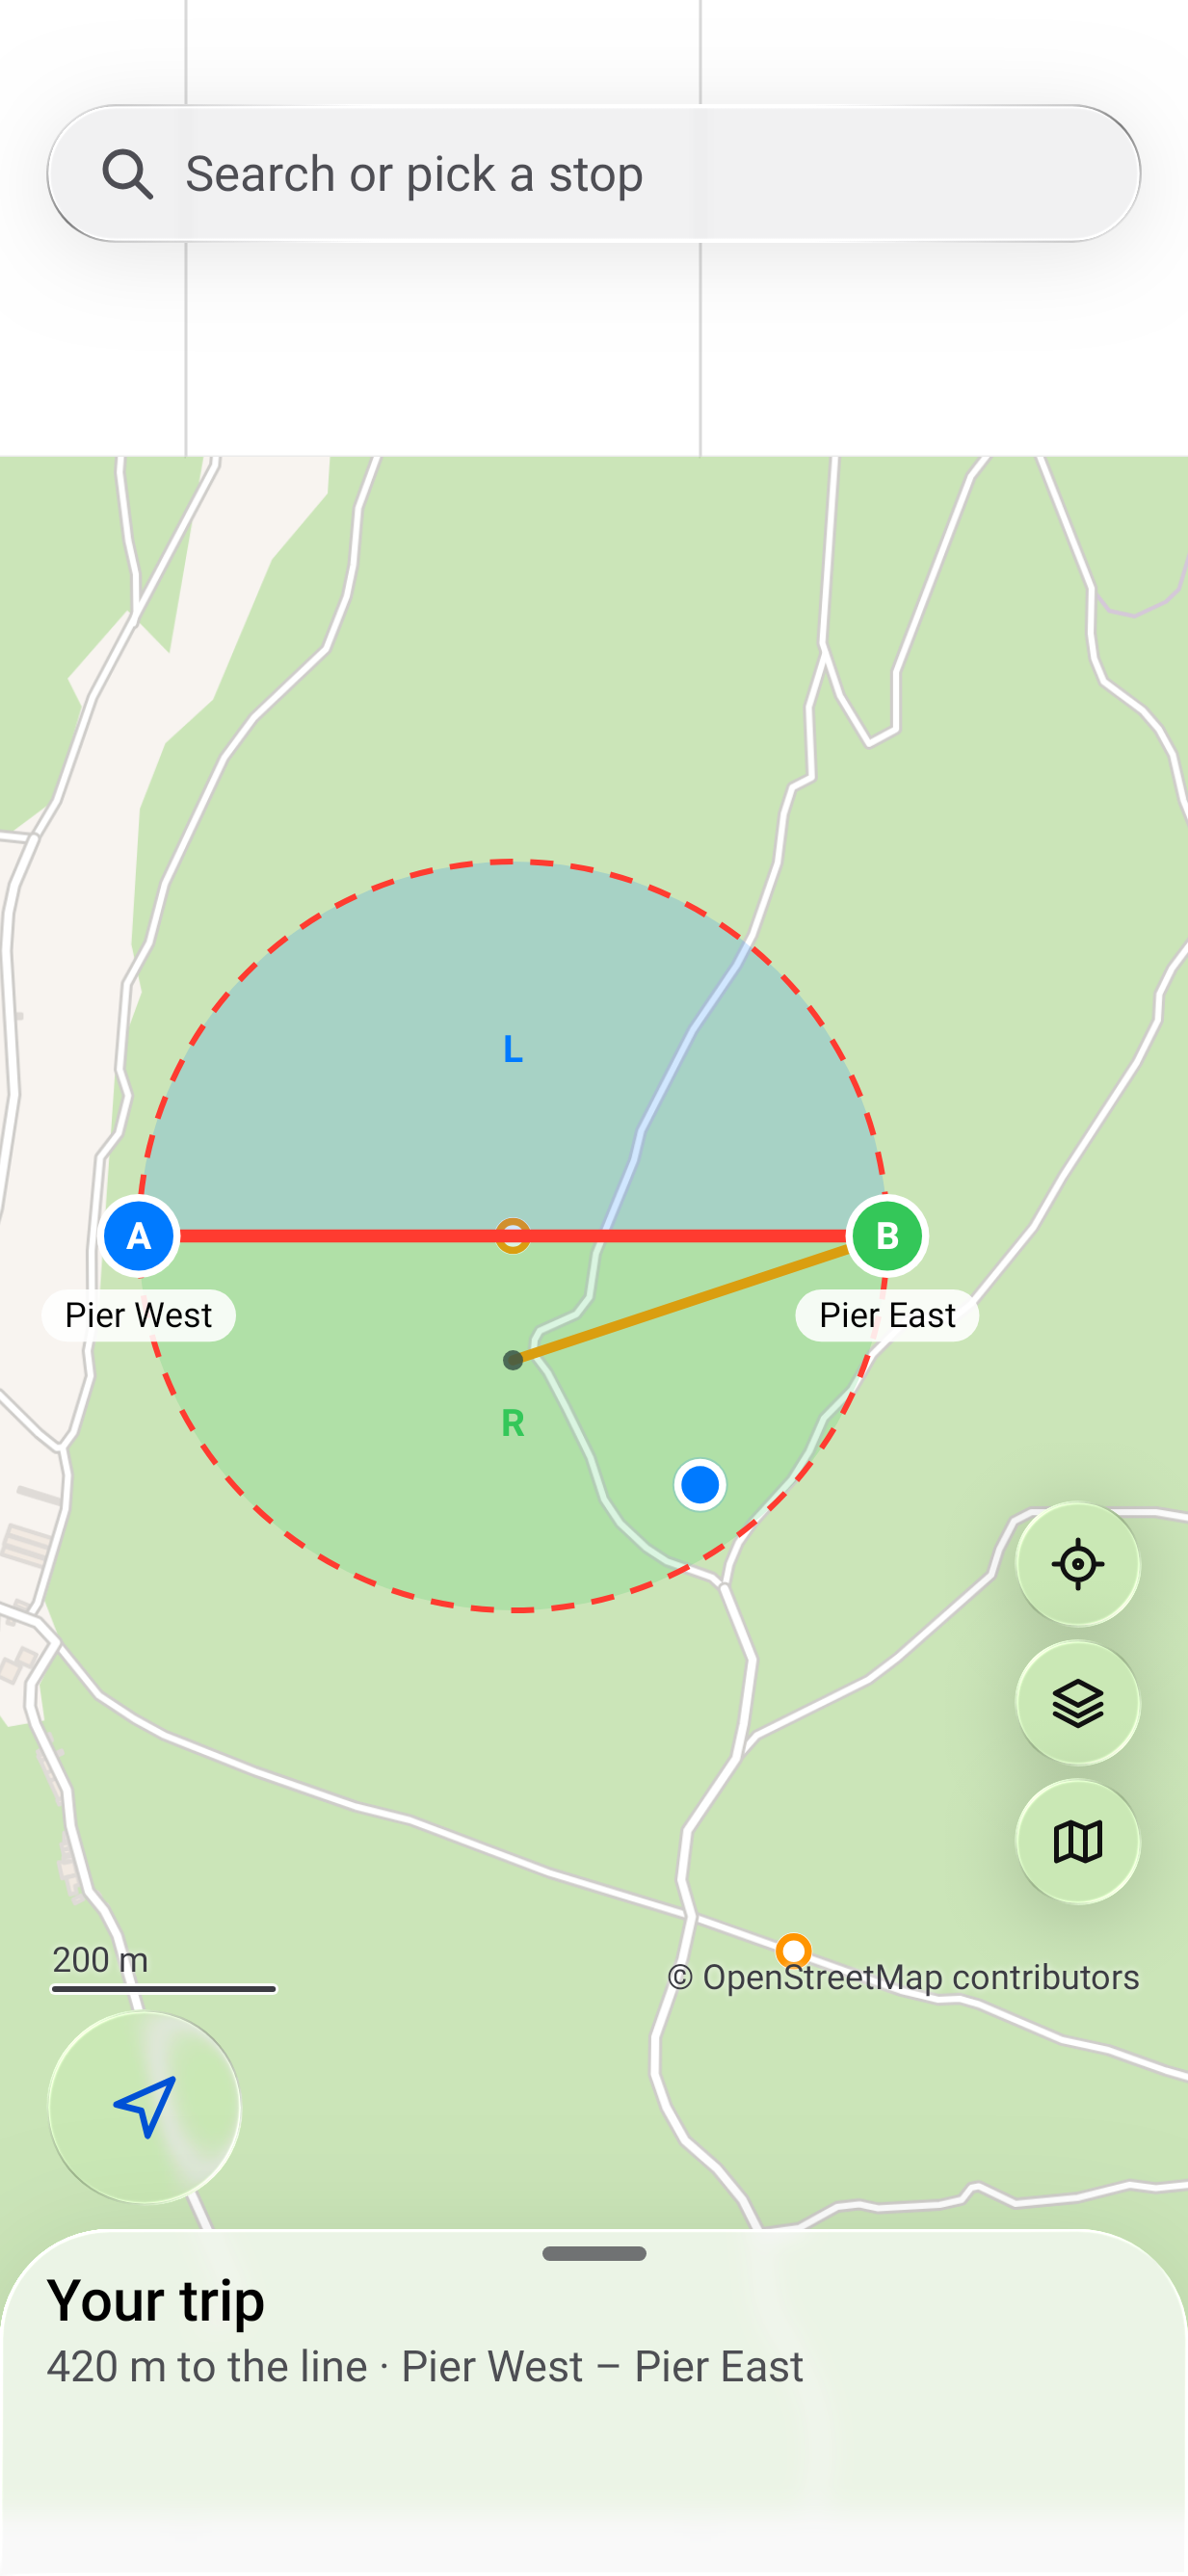 Search or pick a stop
L
A
B
Pier West
Pier East
R
200 m
© OpenStreetMap contributors
Your trip
420 m to the line · Pier West – Pier East